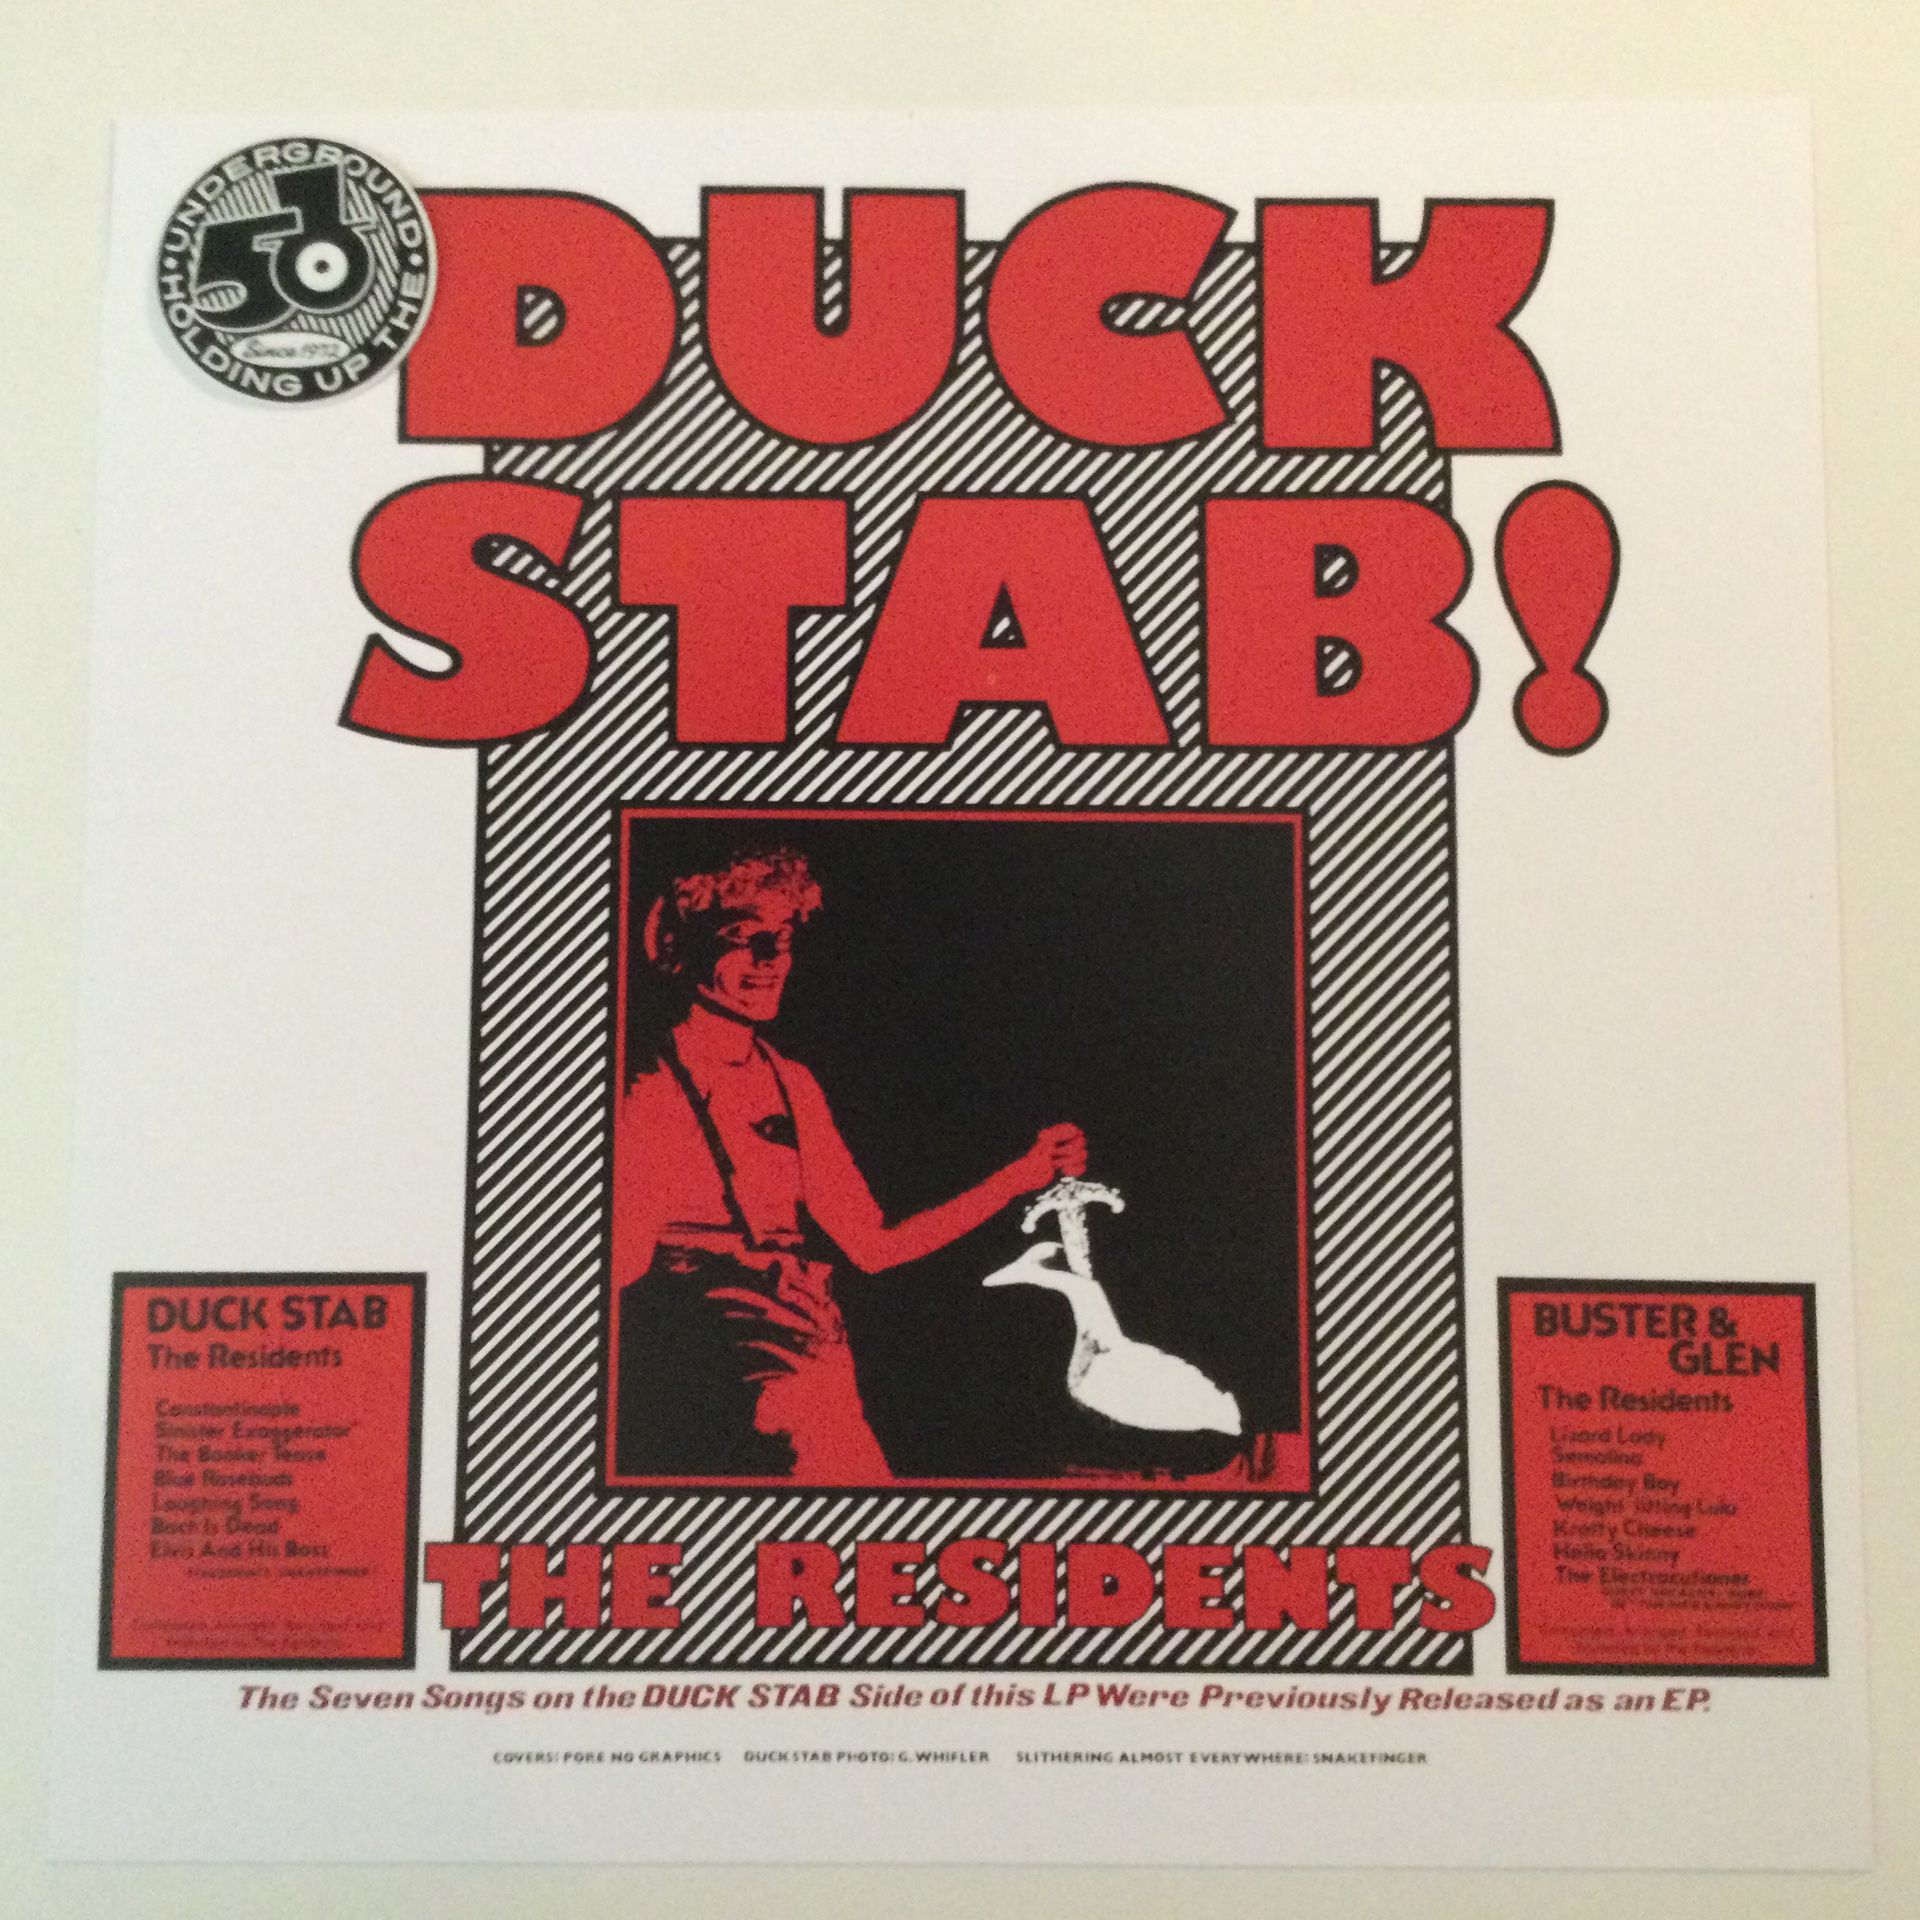 HOLDING UP THE UNDERGROUND
50
Since 1972
DUCK
STAB!
DUCK STAB
The Residents
Constantinople
Sinister Exaggerator
The Booker Tease
Blue Rosebuds
Laughing Song
Bach Is Dead
Elvis And His Boss
BUSTER &
GLEN
The Residents
Lizard Lady
Semolina
Birthday Boy
Weight-lifting Lulu
Krafty Cheese
Hello Skinny
The Electrocutioner
THE RESIDENTS
The Seven Songs on the DUCK STAB Side of this LP Were Previously Released as an EP.
COVERS: PORE NO GRAPHICS DUCK STAB PHOTO: G. WHIFLER SLITHERING ALMOST EVERYWHERE: SNAKEFINGER